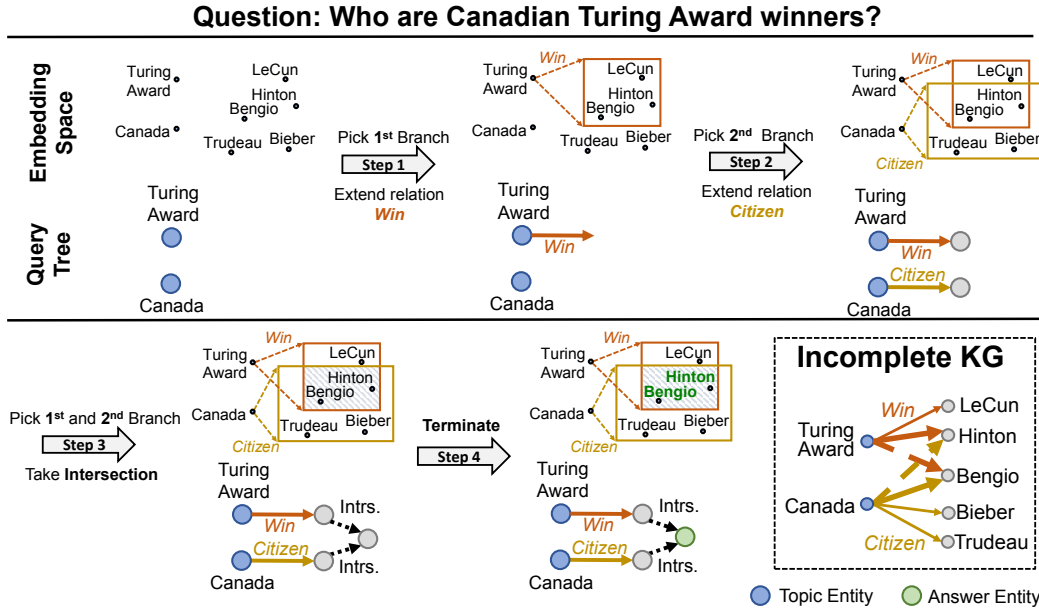 Question: Who are Canadian Turing Award winners?
Embedding
Space
Turing
Award
Canada
LeCun
Hinton
Bengio
Trudeau
Bieber
Pick 1st Branch
Step 1
Extend relation
Win
Turing
Award
Canada
Win
LeCun
Hinton
Bengio
Trudeau
Bieber
Pick 2nd Branch
Step 2
Extend relation
Citizen
Turing
Award
Canada
Win
Citizen
LeCun
Hinton
Bengio
Trudeau
Bieber
Query
Tree
Turing
Award
Canada
Turing
Award
Win
Canada
Turing
Award
Win
Citizen
Canada
Pick 1st and 2nd Branch
Step 3
Take Intersection
Turing
Award
Canada
Win
Citizen
LeCun
Hinton
Bengio
Trudeau
Bieber
Turing
Award
Win
Citizen
Canada
Intrs.
Intrs.
Terminate
Step 4
Turing
Award
Canada
Win
Citizen
LeCun
Hinton
Bengio
Trudeau
Bieber
Turing
Award
Win
Citizen
Canada
Intrs.
Intrs.
Incomplete KG
Win
Turing
Award
Canada
Citizen
LeCun
Hinton
Bengio
Bieber
Trudeau
Topic Entity
Answer Entity